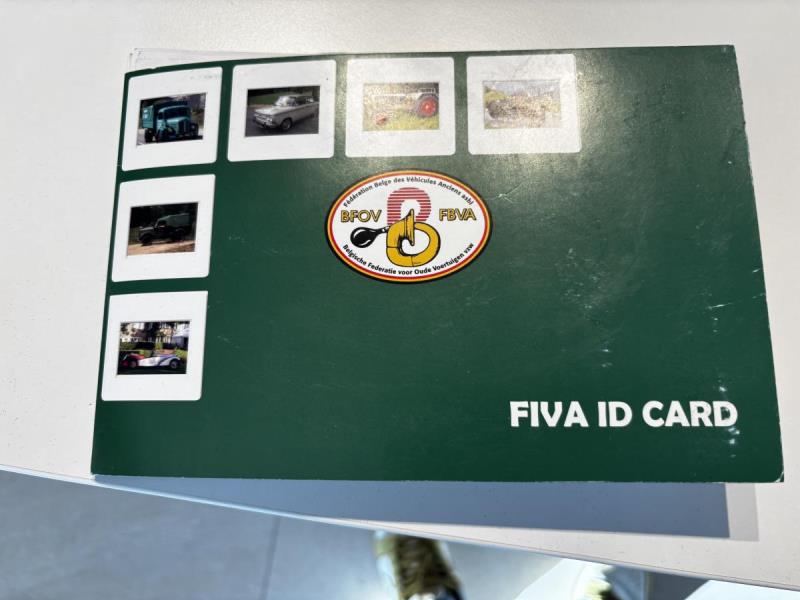 Fédération Belge des Véhicules Anciens asbl
BFOV FBVA
Belgische Federatie voor Oude Voertuigen vzw
FIVA ID CARD